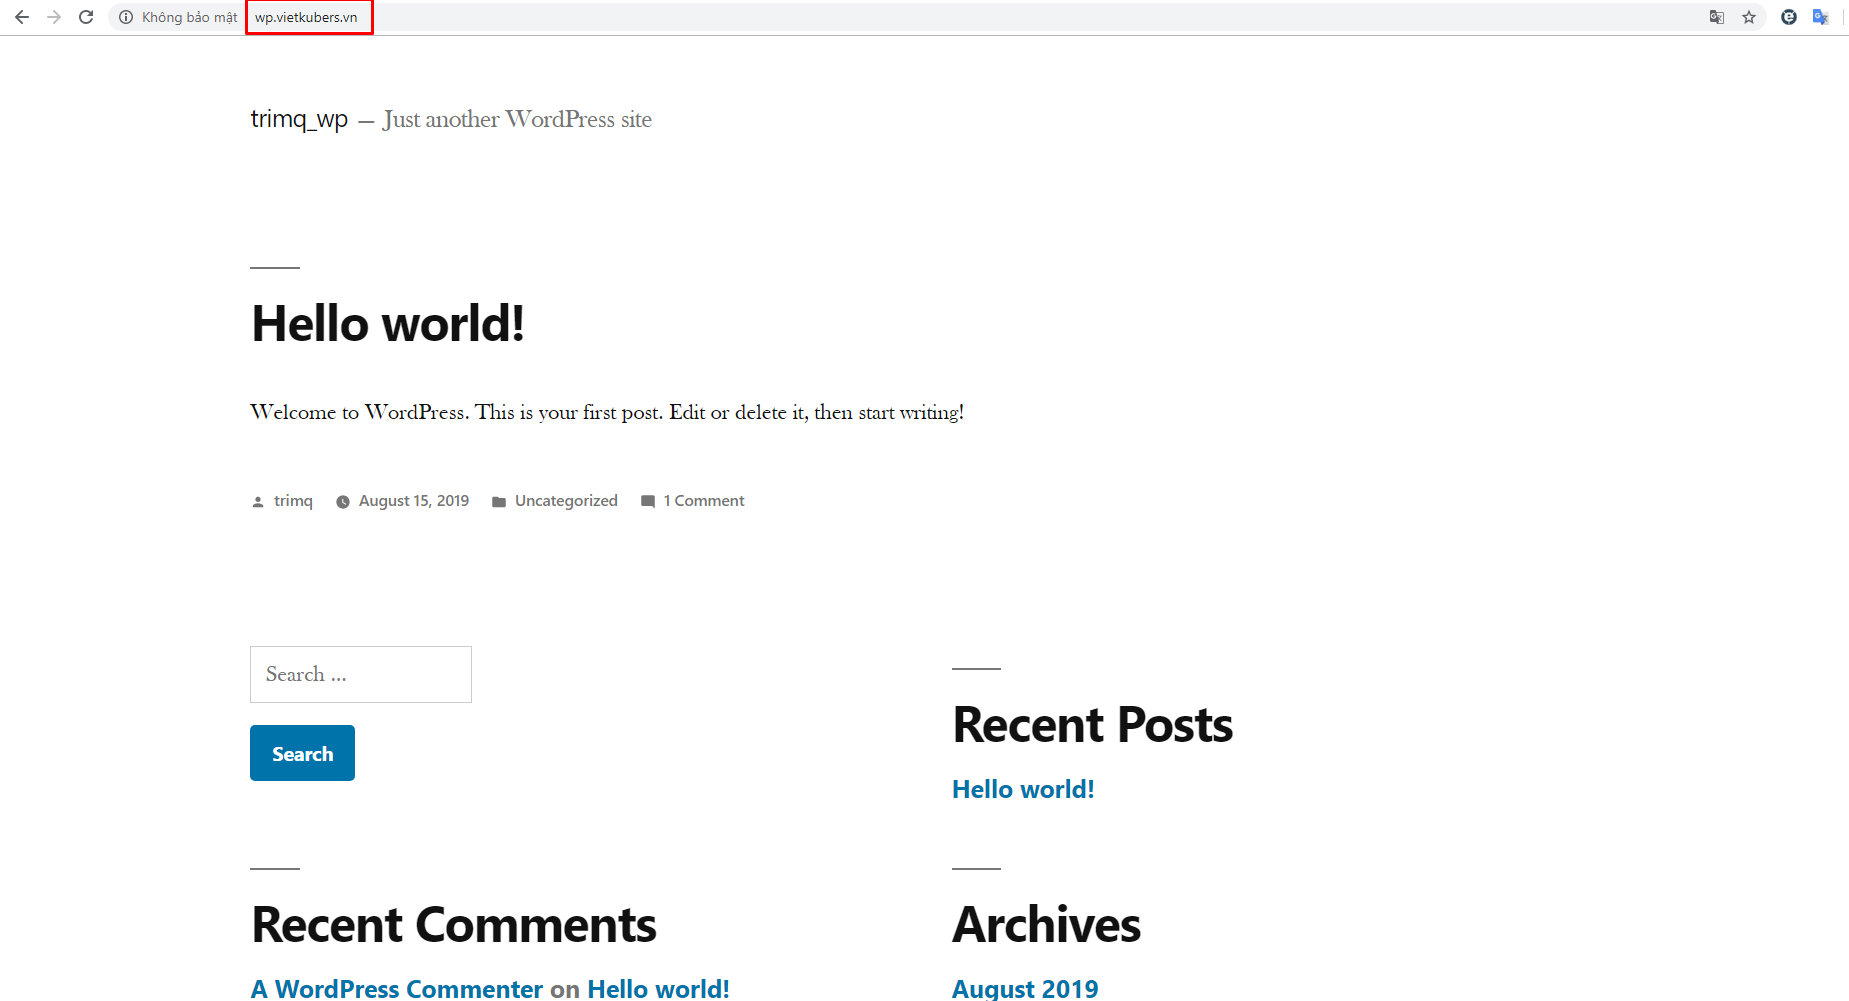 Không bảo mật wp.vietkubers.vn
trimq_wp — Just another WordPress site
Hello world!
Welcome to WordPress. This is your first post. Edit or delete it, then start writing!
trimq August 15, 2019 Uncategorized 1 Comment
Search ...
Search
Recent Posts
Hello world!
Recent Comments
A WordPress Commenter on Hello world!
Archives
August 2019